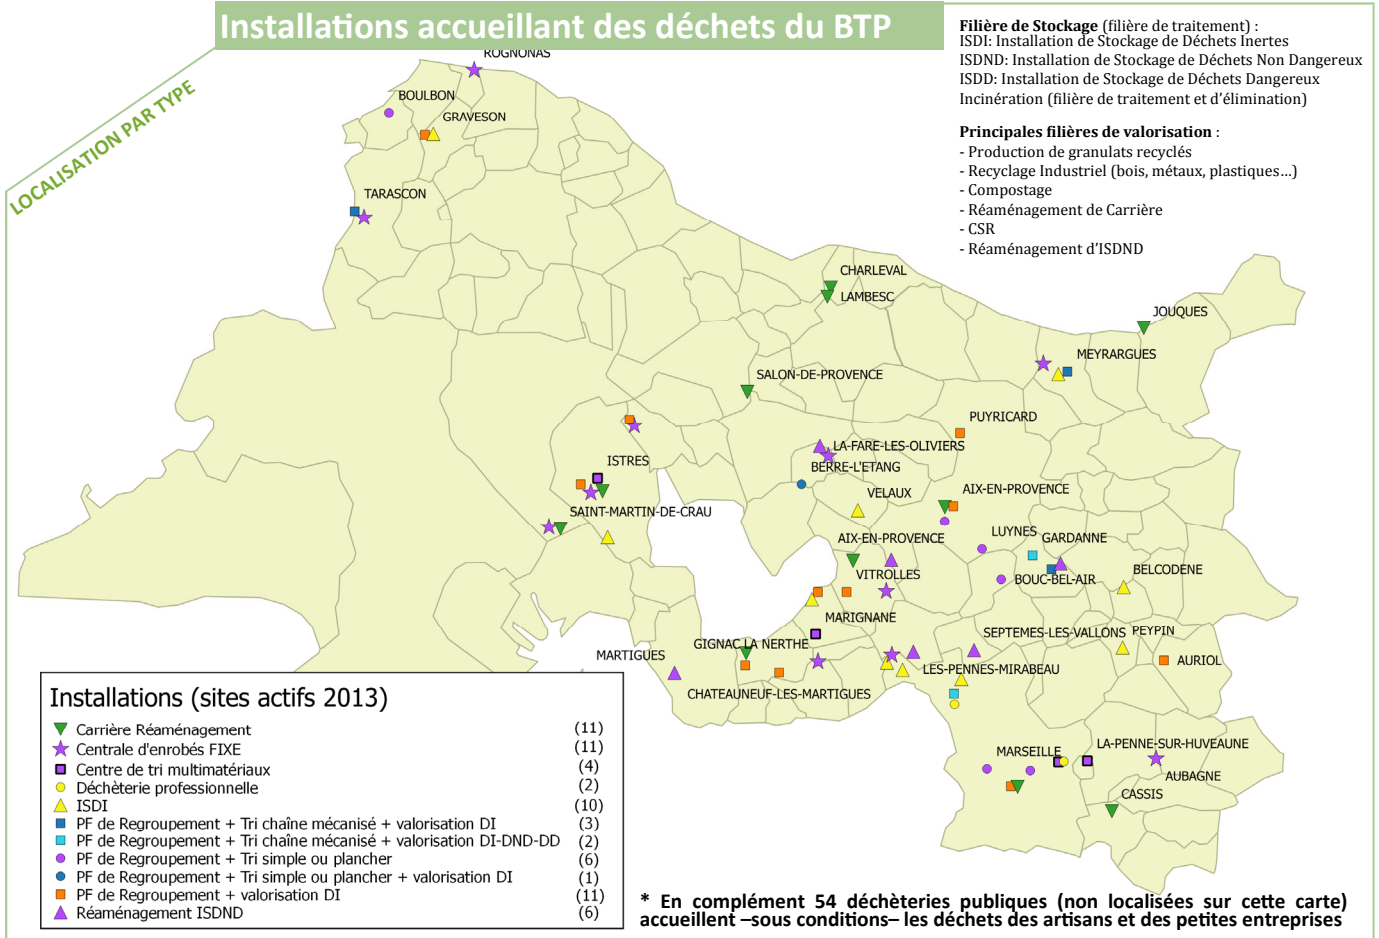 Installations accueillant des déchets du BTP
LOCALISATION PAR TYPE
Filière de Stockage (filière de traitement) :
ISDI: Installation de Stockage de Déchets Inertes
ISDND: Installation de Stockage de Déchets Non Dangereux
ISDD: Installation de Stockage de Déchets Dangereux
Incinération (filière de traitement et d’élimination)
Principales filières de valorisation :
- Production de granulats recyclés
- Recyclage Industriel (bois, métaux, plastiques…)
- Compostage
- Réaménagement de Carrière
- CSR
- Réaménagement d’ISDND
ROGNONAS
BOULBON
GRAVESON
TARASCON
CHARLEVAL
LAMBESC
JOUQUES
MEYRARGUES
SALON-DE-PROVENCE
PUYRICARD
LA-FARE-LES-OLIVIERS
ISTRES
BERRE-L'ETANG
VELAUX
AIX-EN-PROVENCE
SAINT-MARTIN-DE-CRAU
LUYNES
GARDANNE
AIX-EN-PROVENCE
VITROLLES
BOUC-BEL-AIR
BELCODENE
MARIGNANE
SEPTEMES-LES-VALLONS
PEYPIN
GIGNAC LA NERTHE
MARTIGUES
LES-PENNES-MIRABEAU
AURIOL
CHATEAUNEUF-LES-MARTIGUES
MARSEILLE
LA-PENNE-SUR-HUVEAUNE
AUBAGNE
CASSIS
Installations (sites actifs 2013)
Carrière Réaménagement (11)
Centrale d'enrobés FIXE (11)
Centre de tri multimatériaux (4)
Déchèterie professionnelle (2)
ISDI (10)
PF de Regroupement + Tri chaîne mécanisé + valorisation DI (3)
PF de Regroupement + Tri chaîne mécanisé + valorisation DI-DND-DD (2)
PF de Regroupement + Tri simple ou plancher (6)
PF de Regroupement + Tri simple ou plancher + valorisation DI (1)
PF de Regroupement + valorisation DI (11)
Réaménagement ISDND (6)
* En complément 54 déchèteries publiques (non localisées sur cette carte)
accueillent –sous conditions– les déchets des artisans et des petites entreprises